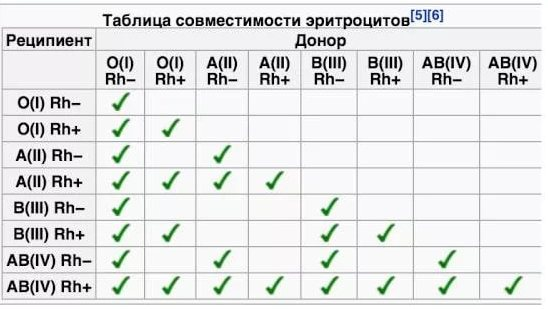 Таблица совместимости эритроцитов[5][6]
Реципиент Донор
O(I) Rh− O(I) Rh+ A(II) Rh− A(II) Rh+ B(III) Rh− B(III) Rh+ AB(IV) Rh− AB(IV) Rh+
O(I) Rh− ✓
O(I) Rh+ ✓ ✓
A(II) Rh− ✓ ✓
A(II) Rh+ ✓ ✓ ✓ ✓
B(III) Rh− ✓ ✓
B(III) Rh+ ✓ ✓ ✓ ✓
AB(IV) Rh− ✓ ✓ ✓ ✓
AB(IV) Rh+ ✓ ✓ ✓ ✓ ✓ ✓ ✓ ✓